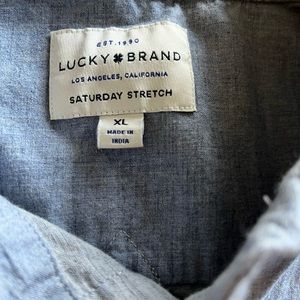 EST. 1990
LUCKY BRAND
LOS ANGELES, CALIFORNIA
SATURDAY STRETCH
XL
MADE IN
INDIA